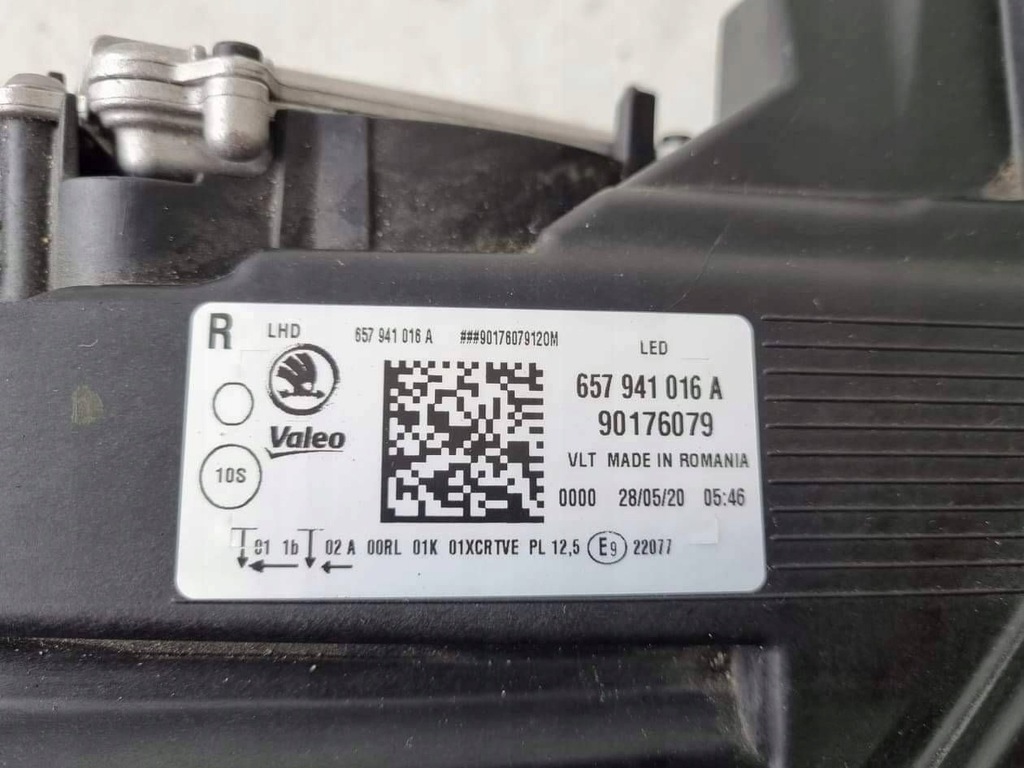 R LHD 657 941 016 A ###90176079120M
LED
657 941 016 A
90176079
Valeo
VLT MADE IN ROMANIA
10S
0000 28/05/20 05:46
01 1b 02 A 00RL 01K 01XCRTVE PL 12,5 E9 22077